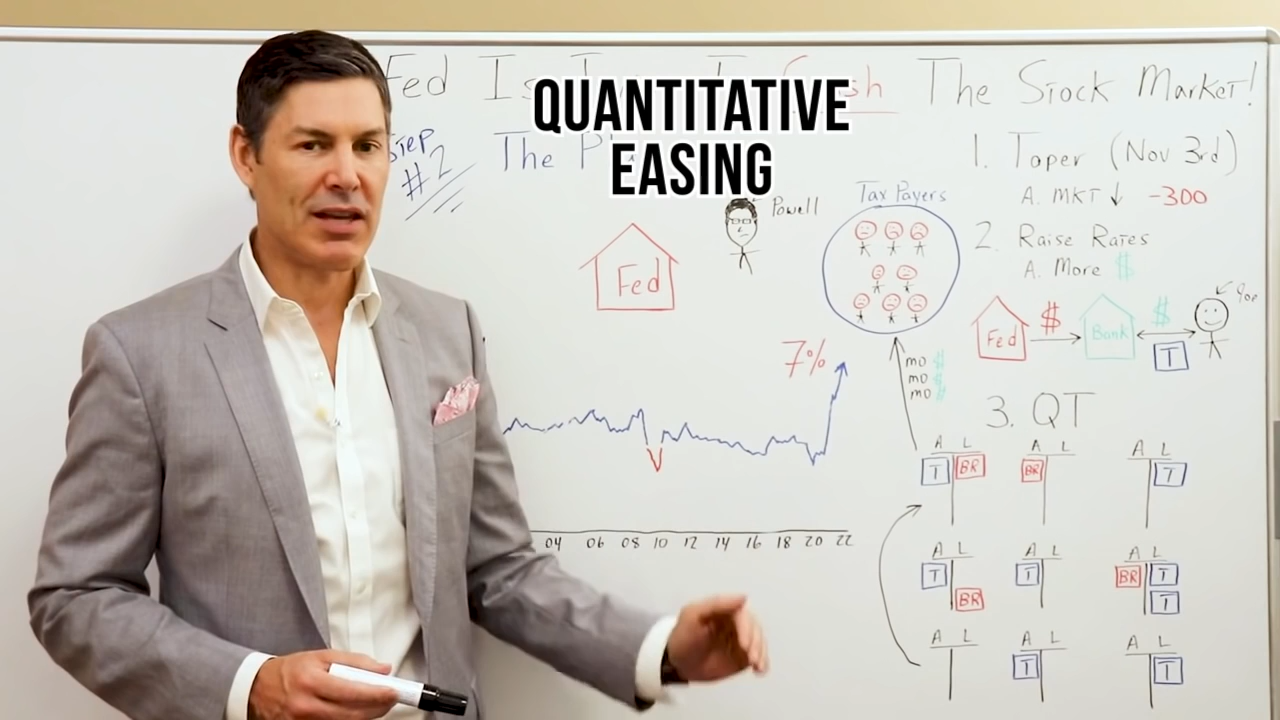 Fed Is The Stock Market!
QUANTITATIVE
EASING
STEP
#2
The
1. Taper (Nov 3rd)
A. MKT ↓ -300
2. Raise Rates
A. More $
Powell
Tax Payers
Fed
Fed $ Bank $ Joe
T
7%
MO $
MO $
MO $
3. QT
A L A L A L
T BR BR T
A L A L A L
T T BR T
BR T
A L A L A L
T T
04 06 08 10 12 14 16 18 20 22